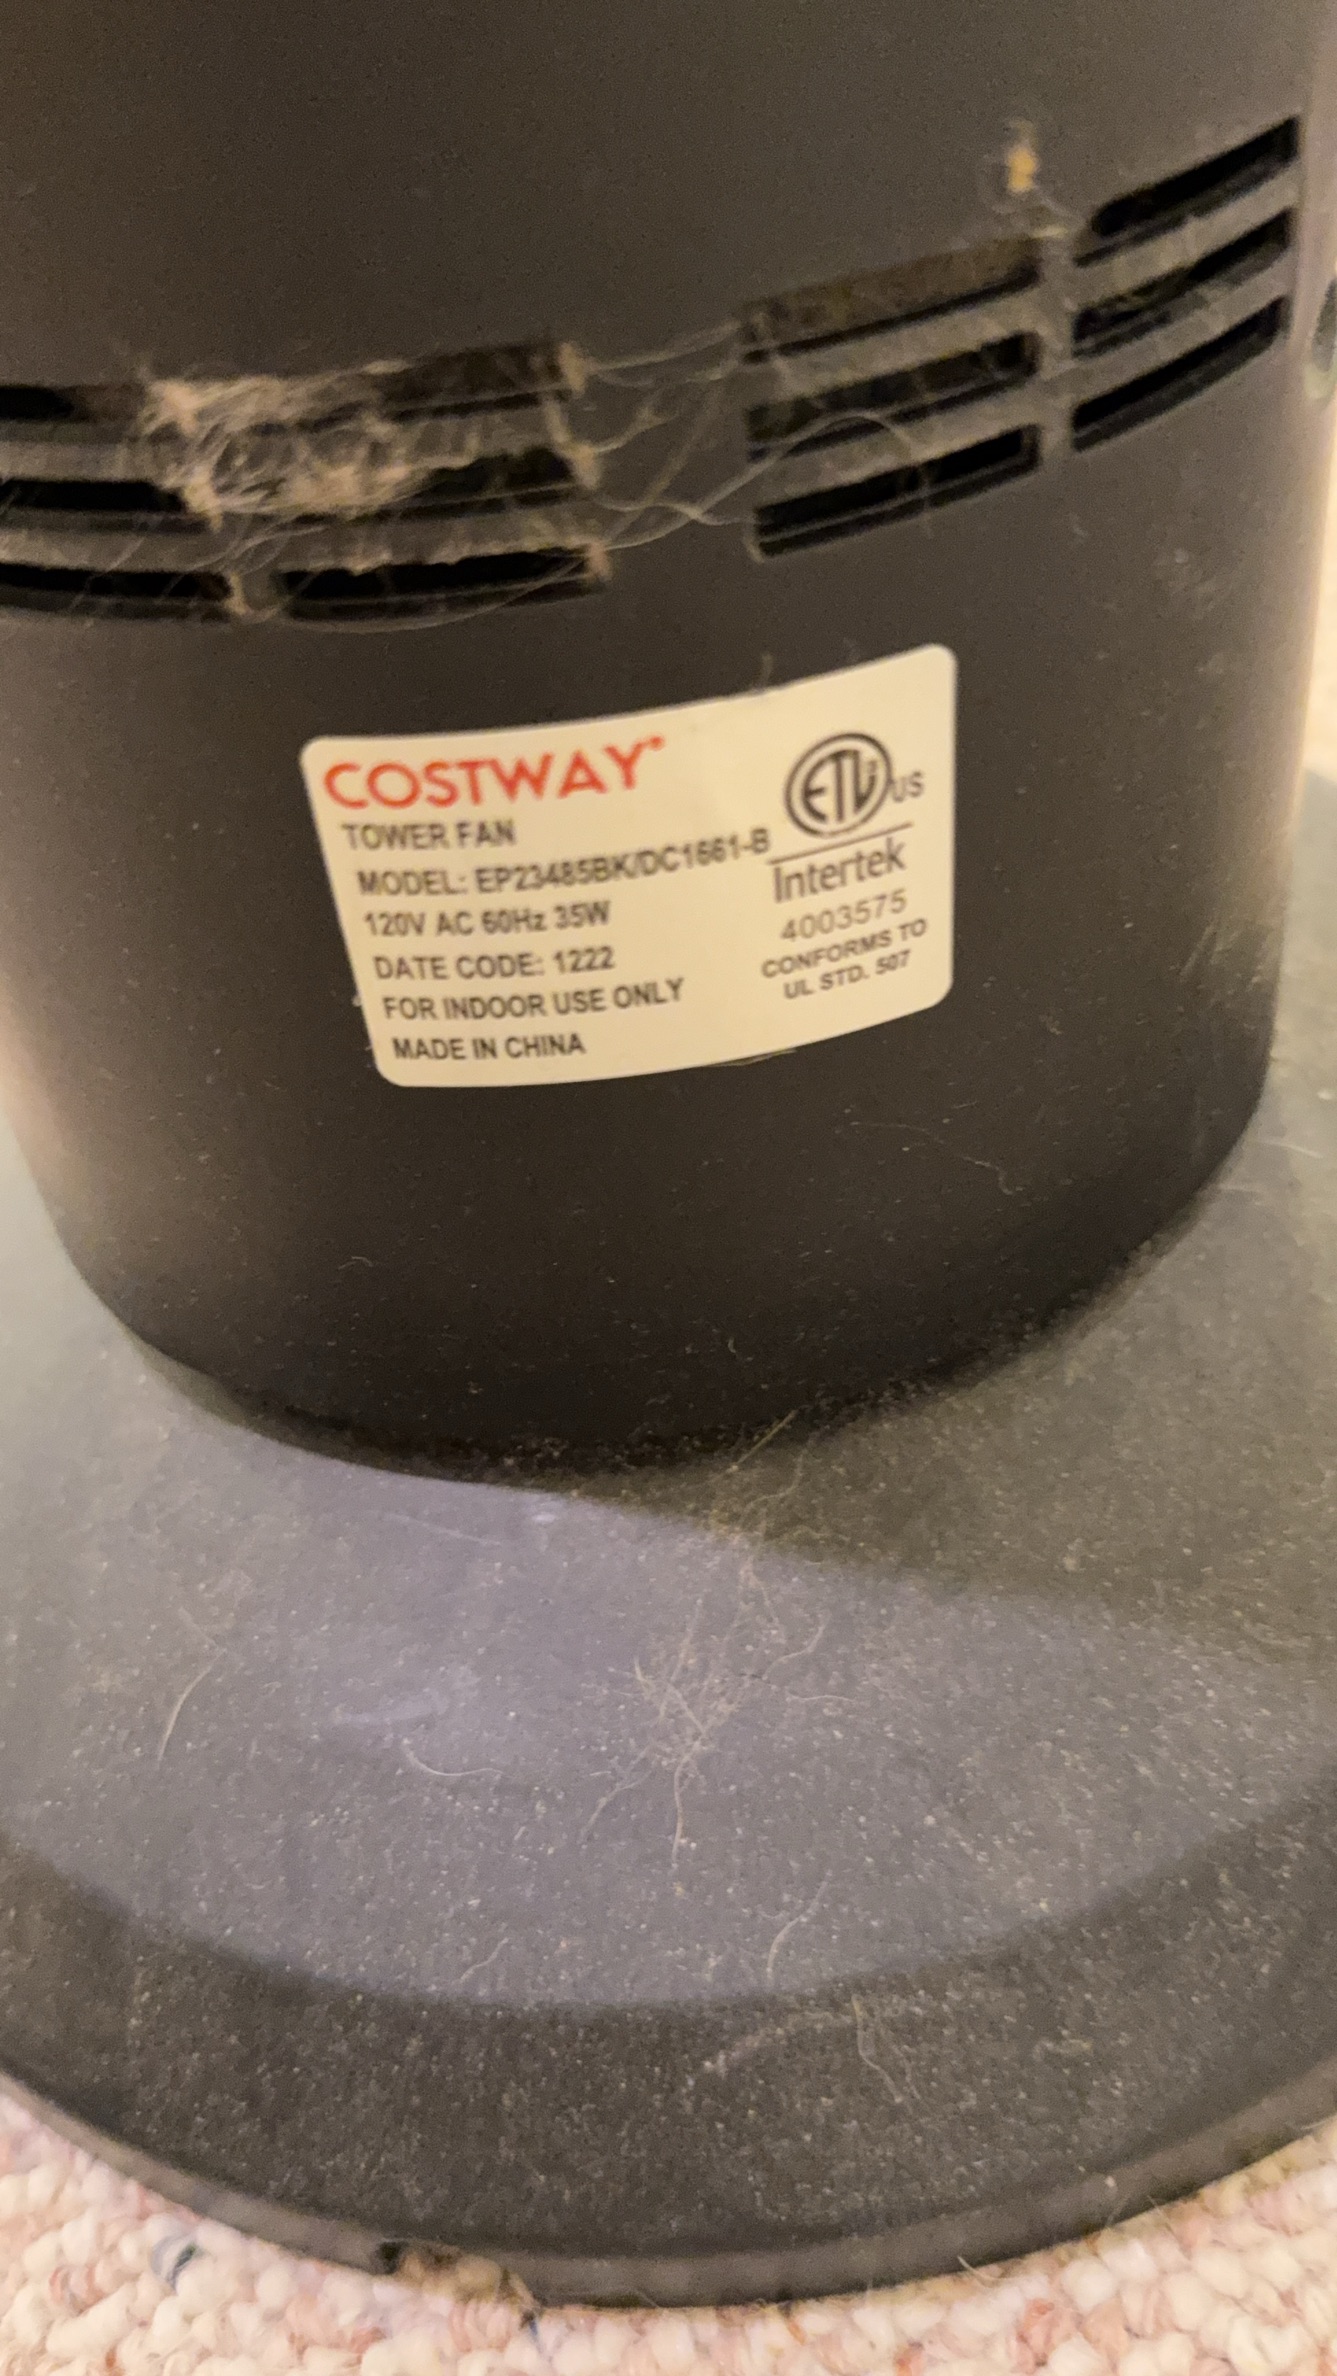 COSTWAY
TOWER FAN
MODEL: EP23485BK/DC1661-B
120V AC 60Hz 35W
DATE CODE: 1222
FOR INDOOR USE ONLY
MADE IN CHINA
ETL US
Intertek
4003575
CONFORMS TO
UL STD. 507